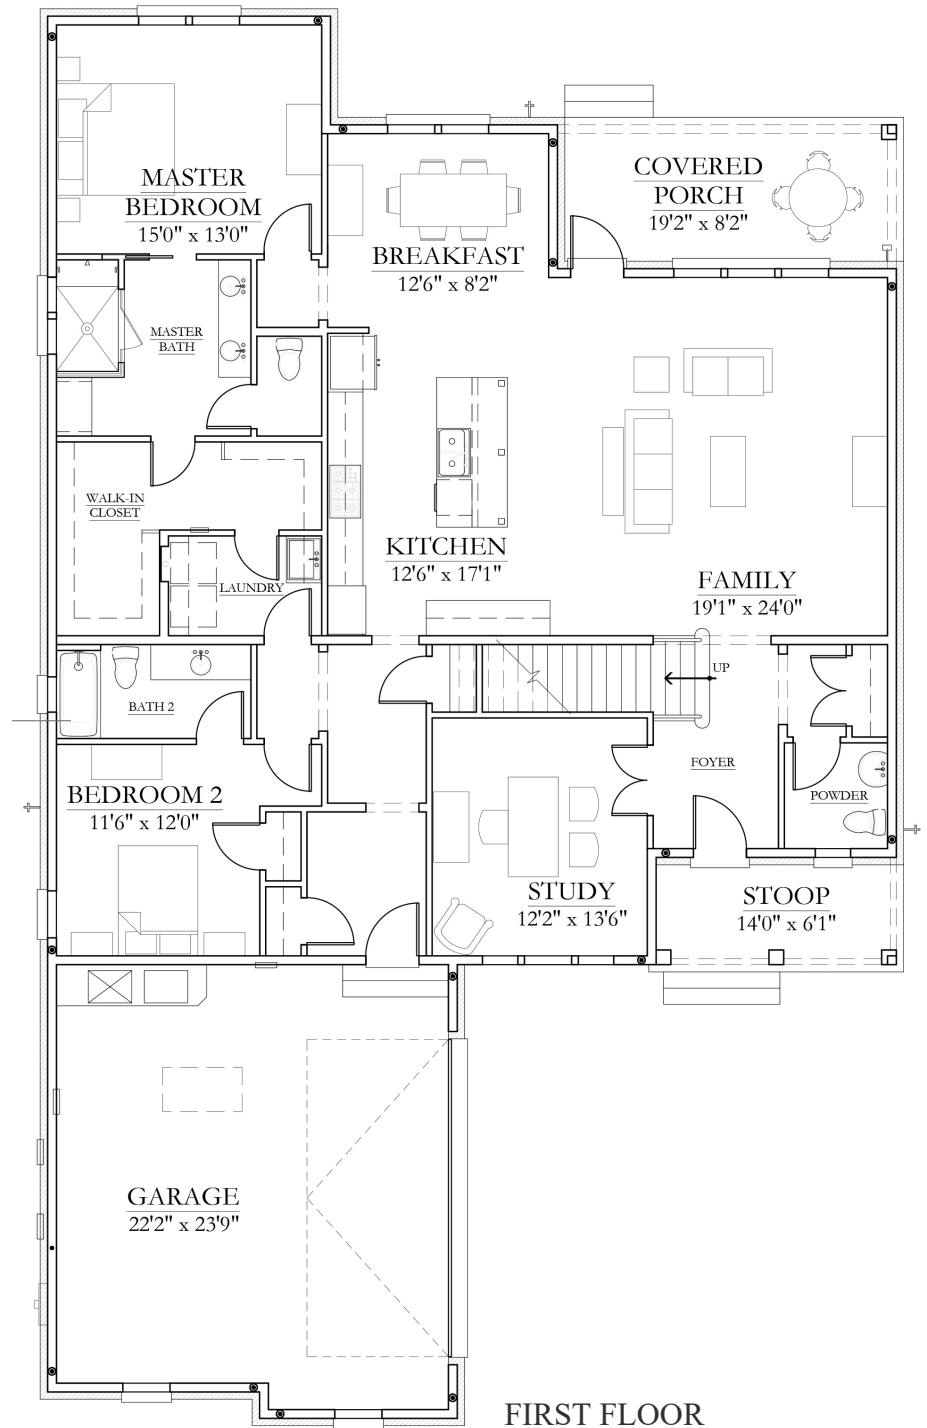 MASTER
BEDROOM
15'0" x 13'0"
COVERED
PORCH
19'2" x 8'2"
BREAKFAST
12'6" x 8'2"
MASTER
BATH
WALK-IN
CLOSET
KITCHEN
12'6" x 17'1"
LAUNDRY
FAMILY
19'1" x 24'0"
UP
BATH 2
FOYER
BEDROOM 2
11'6" x 12'0"
POWDER
STUDY
12'2" x 13'6"
STOOP
14'0" x 6'1"
GARAGE
22'2" x 23'9"
FIRST FLOOR